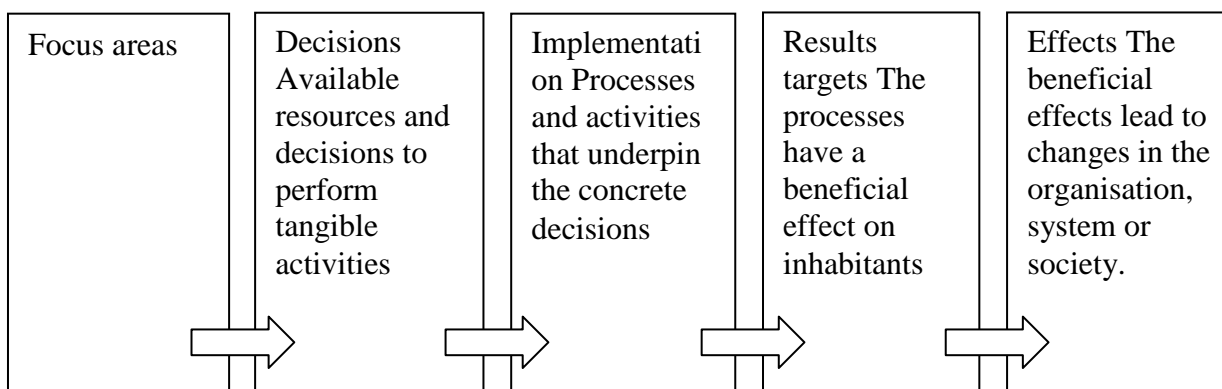 Focus areas
Decisions
Available
resources and
decisions to
perform
tangible
activities
Implementati
on Processes
and activities
that underpin
the concrete
decisions
Results
targets The
processes
have a
beneficial
effect on
inhabitants
Effects The
beneficial
effects lead to
changes in the
organisation,
system or
society.